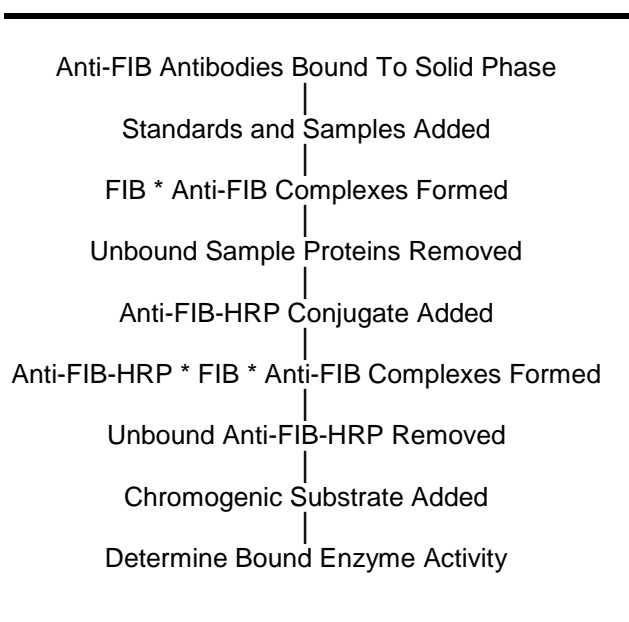 Anti-FIB Antibodies Bound To Solid Phase
Standards and Samples Added
FIB * Anti-FIB Complexes Formed
Unbound Sample Proteins Removed
Anti-FIB-HRP Conjugate Added
Anti-FIB-HRP * FIB * Anti-FIB Complexes Formed
Unbound Anti-FIB-HRP Removed
Chromogenic Substrate Added
Determine Bound Enzyme Activity